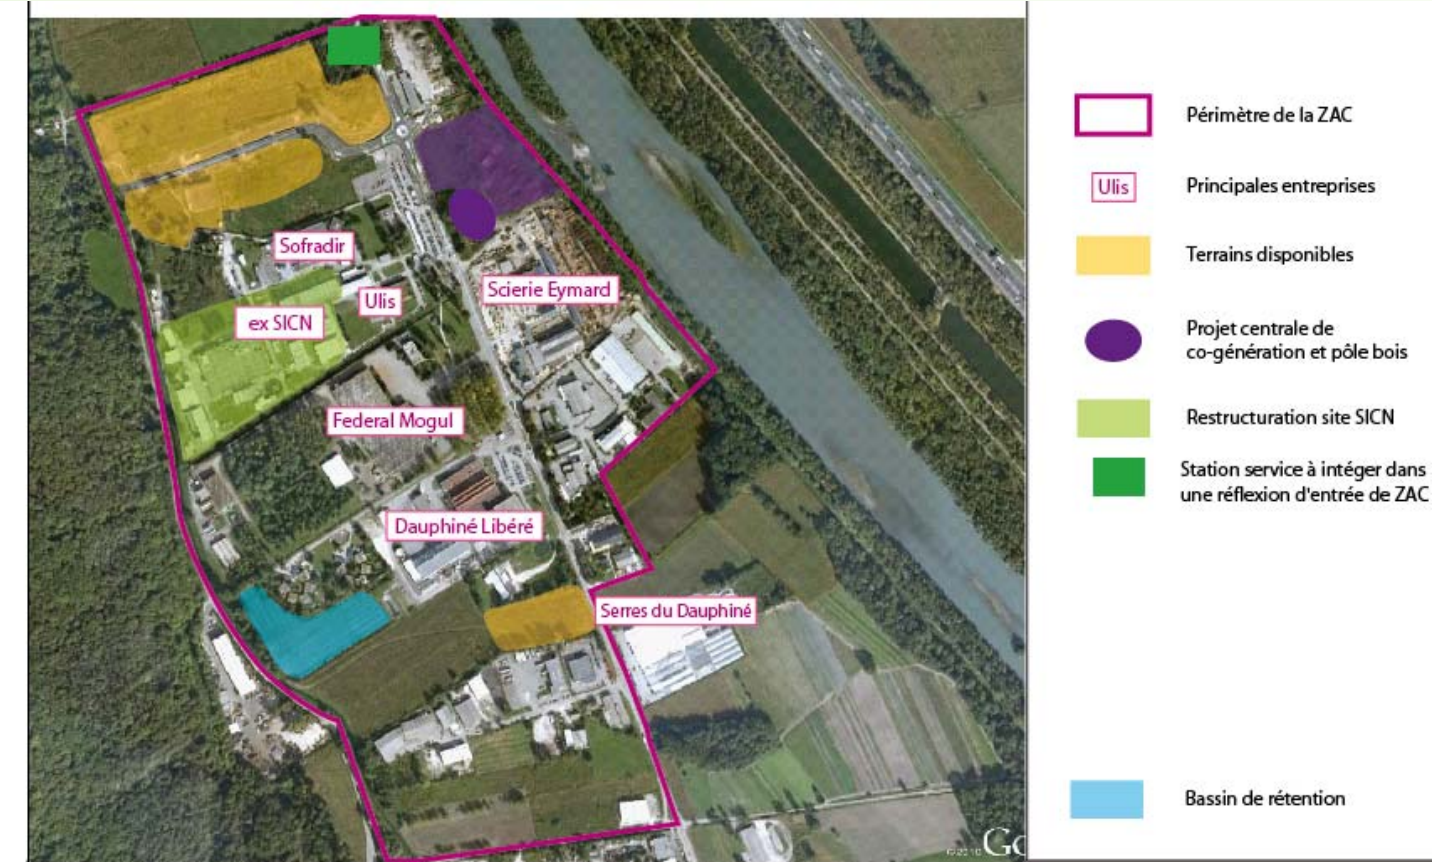 Sofradir
Ulis
ex SICN
Scierie Eymard
Federal Mogul
Dauphiné Libéré
Serres du Dauphiné
©2010 Go
Périmètre de la ZAC
Ulis
Principales entreprises
Terrains disponibles
Projet centrale de
co-génération et pôle bois
Restructuration site SICN
Station service à intéger dans
une réflexion d'entrée de ZAC
Bassin de rétention